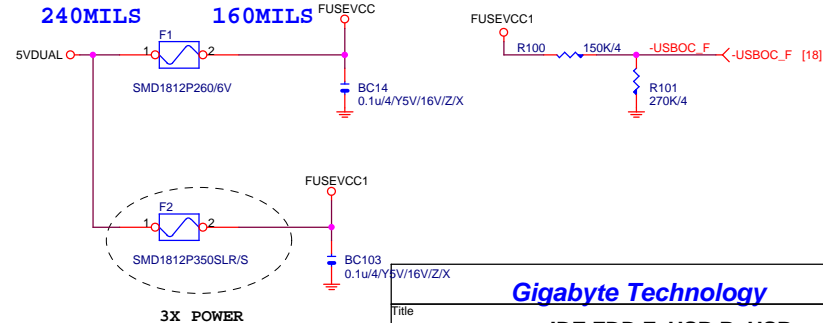 240MILS 160MILS FUSEVCC
F1
5VDUAL 1 2
SMD1812P260/6V
BC14
0.1u/4/Y5V/16V/Z/X
FUSEVCC1
R100 150K/4 -USBOC_F -USBOC_F [18]
R101
270K/4
FUSEVCC1
F2
1 2
SMD1812P350SLR/S
BC103
0.1u/4/Y5V/16V/Z/X
3X POWER
Gigabyte Technology
Title